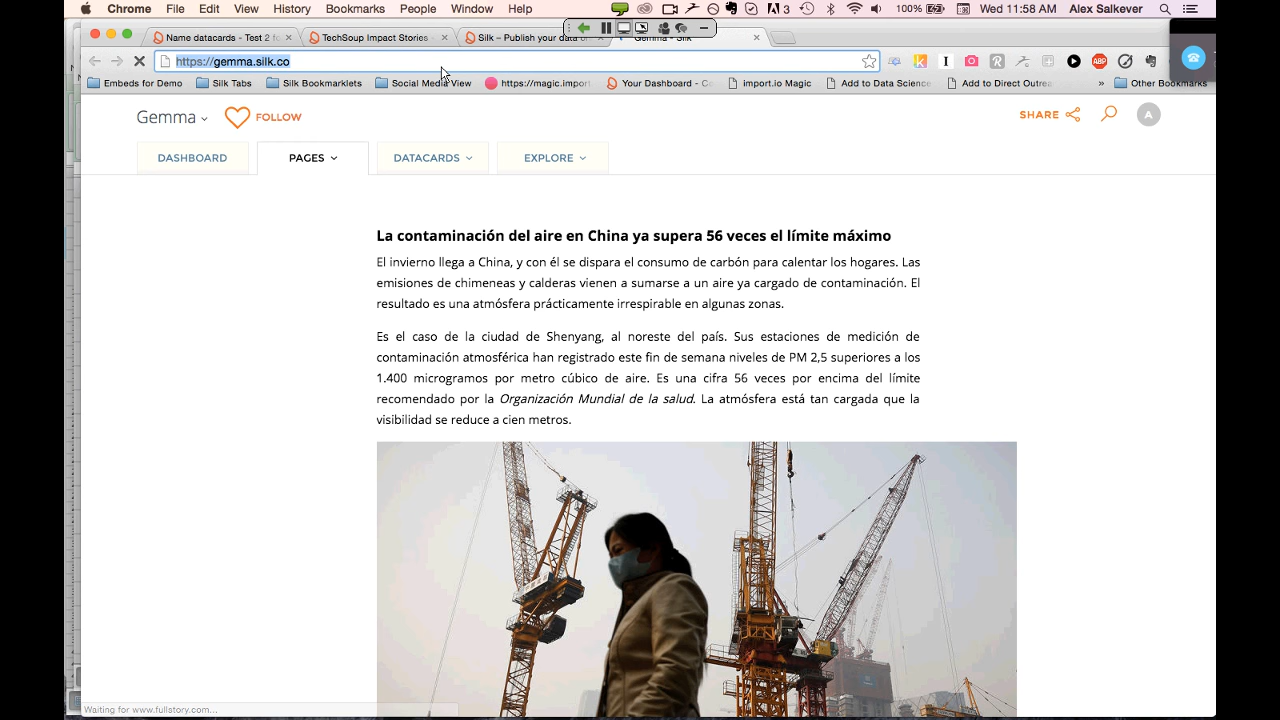 Chrome File Edit View History Bookmarks People Window Help 3 100% Wed 11:58 AM Alex Salkever
Name datacards - Test 2 fo TechSoup Impact Stories Silk – Publish your data on Gemma - Silk
https://gemma.silk.co
Embeds for Demo Silk Tabs Silk Bookmarklets Social Media View https://magic.import Your Dashboard - Co import.io Magic Add to Data Science Add to Direct Outrea » Other Bookmarks
Gemma FOLLOW SHARE A
DASHBOARD PAGES DATACARDS EXPLORE
La contaminación del aire en China ya supera 56 veces el límite máximo
El invierno llega a China, y con él se dispara el consumo de carbón para calentar los hogares. Las
emisiones de chimeneas y calderas vienen a sumarse a un aire ya cargado de contaminación. El
resultado es una atmósfera prácticamente irrespirable en algunas zonas.
Es el caso de la ciudad de Shenyang, al noreste del país. Sus estaciones de medición de
contaminación atmosférica han registrado este fin de semana niveles de PM 2,5 superiores a los
1.400 microgramos por metro cúbico de aire. Es una cifra 56 veces por encima del límite
recomendado por la Organización Mundial de la salud. La atmósfera está tan cargada que la
visibilidad se reduce a cien metros.
Waiting for www.fullstory.com...